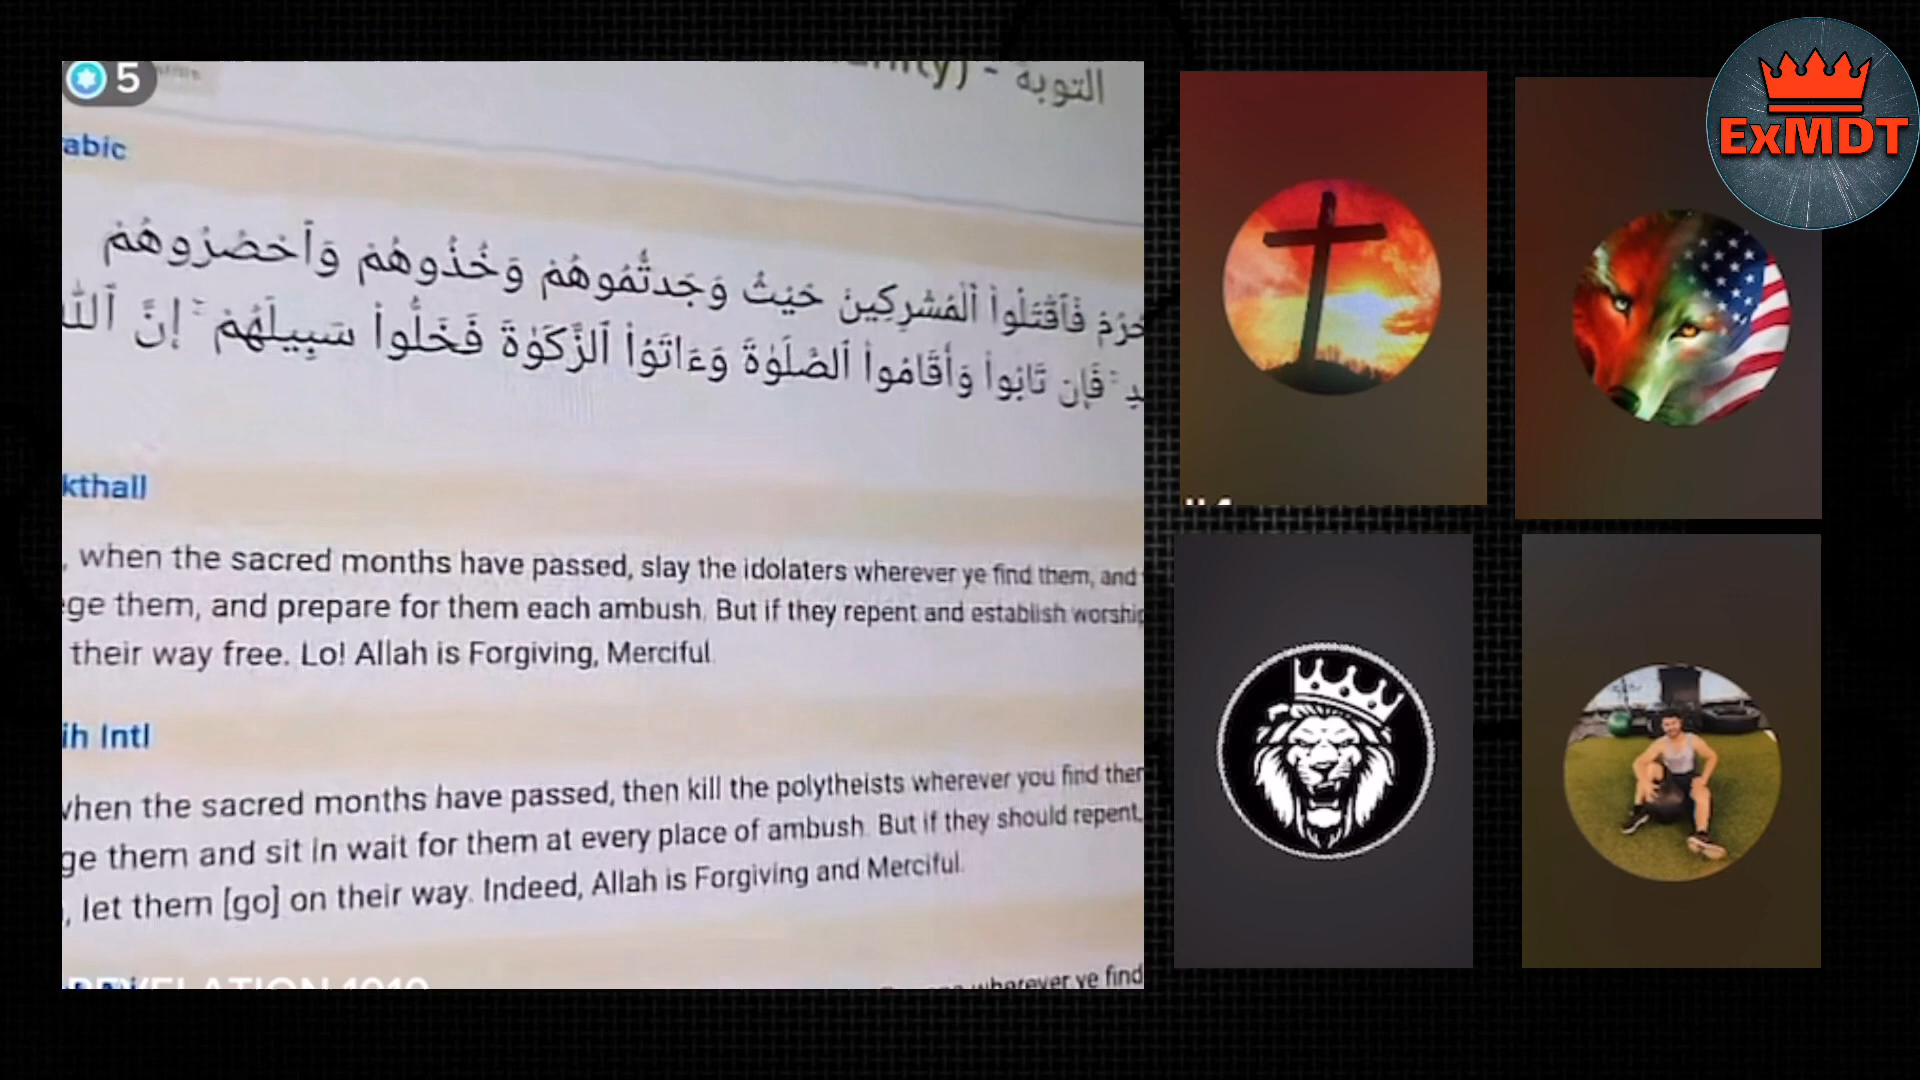 5
التوبة -
abic
حُرُمُ فَٱقْتُلُوا۟ ٱلْمُشْرِكِينَ حَيْثُ وَجَدتُّمُوهُمْ وَخُذُوهُمْ وَٱحْصُرُوهُمْ
فَإِن تَابُوا۟ وَأَقَامُوا۟ ٱلصَّلَوٰةَ وَءَاتَوُا۟ ٱلزَّكَوٰةَ فَخَلُّوا۟ سَبِيلَهُمْ ۚ إِنَّ ٱللَّ
kthall
, when the sacred months have passed, slay the idolaters wherever ye find them, and
ge them, and prepare for them each ambush. But if they repent and establish worship
their way free. Lo! Allah is Forgiving, Merciful.
ih Intl
when the sacred months have passed, then kill the polytheists wherever you find them
ge them and sit in wait for them at every place of ambush. But if they should repent,
, let them [go] on their way. Indeed, Allah is Forgiving and Merciful.
wherever ye find
REVELATION 1910
ExMDT